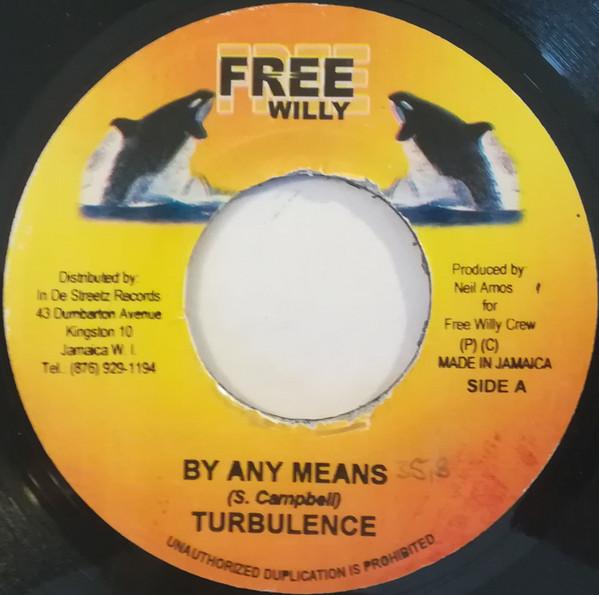 FREE
WILLY
Distributed by:
In De Streetz Records
43 Dumbarton Avenue
Kingston 10
Jamaica W. I.
Tel.: (876) 929-1194
Produced by:
Neil Amos
for
Free Willy Crew
(P) (C)
MADE IN JAMAICA
SIDE A
BY ANY MEANS 35,8
(S. Campbell)
TURBULENCE
UNAUTHORIZED DUPLICATION IS PROHIBITED